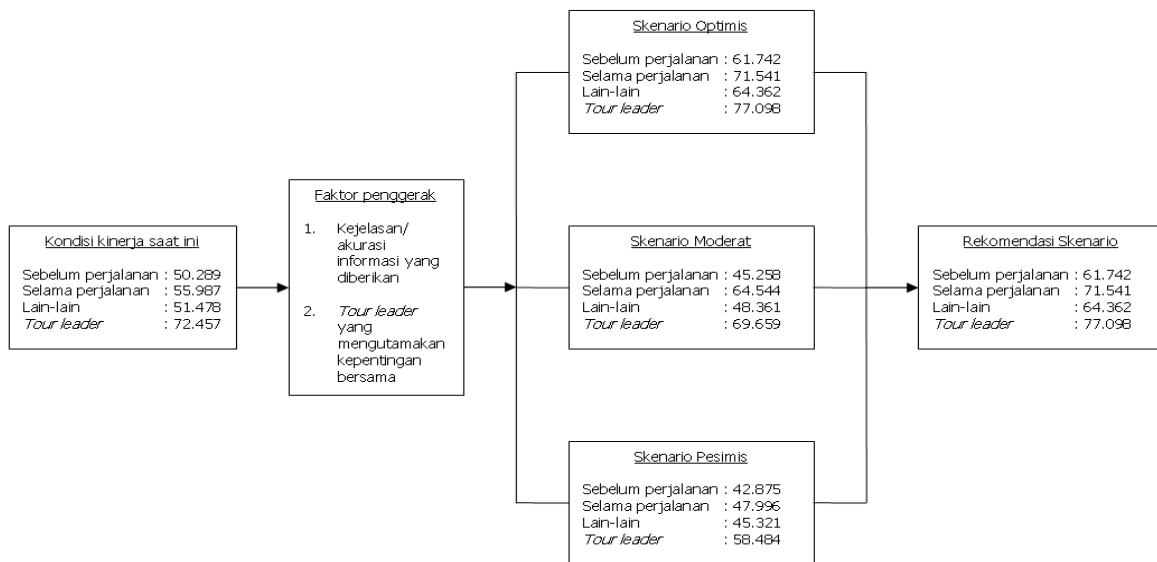 Kondisi kinerja saat ini
Sebelum perjalanan : 50.289
Selama perjalanan : 55.987
Lain-lain : 51.478
Tour leader : 72.457
Faktor penggerak
1. Kejelasan/
akurasi
informasi yang
diberikan
2. Tour leader
yang
mengutamakan
kepentingan
bersama
Skenario Optimis
Sebelum perjalanan : 61.742
Selama perjalanan : 71.541
Lain-lain : 64.362
Tour leader : 77.098
Skenario Moderat
Sebelum perjalanan : 45.258
Selama perjalanan : 64.544
Lain-lain : 48.361
Tour leader : 69.659
Skenario Pesimis
Sebelum perjalanan : 42.875
Selama perjalanan : 47.996
Lain-lain : 45.321
Tour leader : 58.484
Rekomendasi Skenario
Sebelum perjalanan : 61.742
Selama perjalanan : 71.541
Lain-lain : 64.362
Tour leader : 77.098